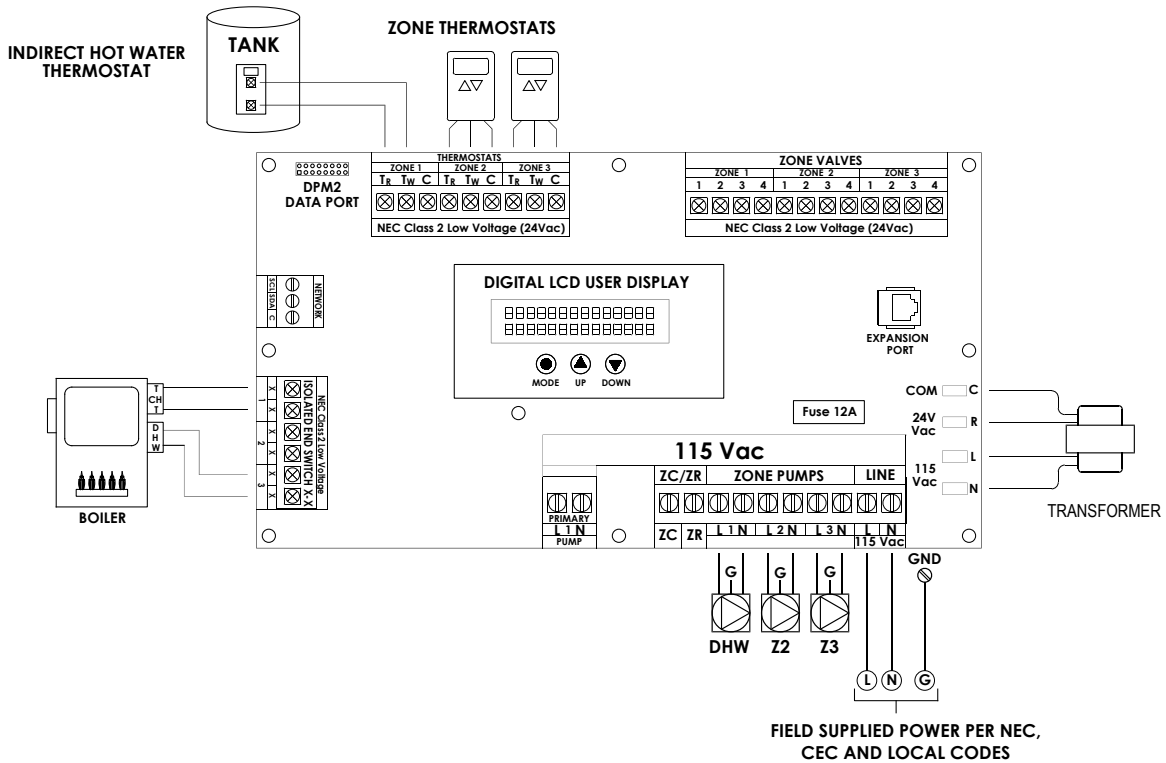 INDIRECT HOT WATER
THERMOSTAT
TANK
ZONE THERMOSTATS
DPM2
DATA PORT
THERMOSTATS
ZONE 1 ZONE 2 ZONE 3
TR TW C TR TW C TR TW C
NEC Class 2 Low Voltage (24Vac)
ZONE VALVES
ZONE 1 ZONE 2 ZONE 3
1 2 3 4 1 2 3 4 1 2 3 4
NEC Class 2 Low Voltage (24Vac)
NETWORK
SCL SDA C
DIGITAL LCD USER DISPLAY
MODE UP DOWN
EXPANSION
PORT
T
CH
T
D
H
W
BOILER
NEC Class 2 Low Voltage
ISOLATED END SWITCH X-X
X X X X X X
1 2 3
Fuse 12A
COM C
24V
Vac
R
115
Vac
L
N
TRANSFORMER
115 Vac
ZC/ZR ZONE PUMPS LINE
PRIMARY
L 1 N
PUMP
ZC ZR L 1 N L 2 N L 3 N L N
115 Vac
GND
G G G
DHW Z2 Z3
L N G
FIELD SUPPLIED POWER PER NEC,
CEC AND LOCAL CODES